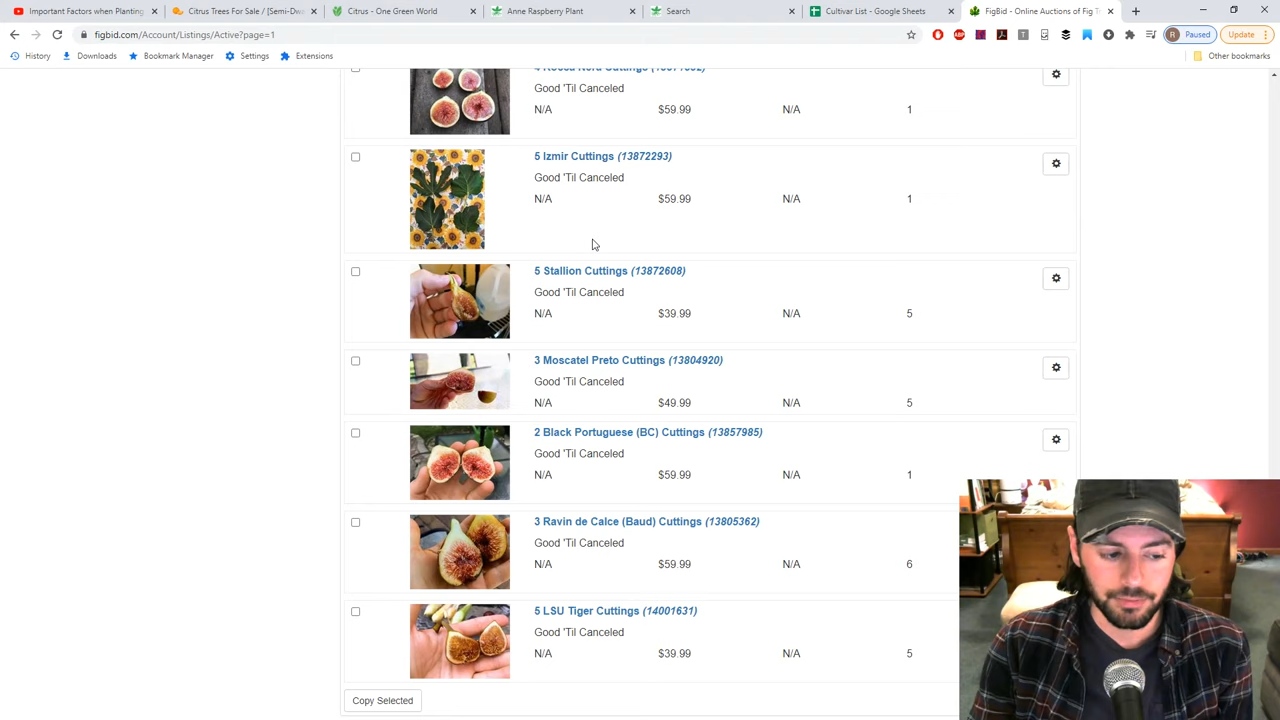 Important Factors when Planting
Citrus Trees For Sale / [Semi-Dw
Citrus - One Green World
Anne Raspberry Plant
Search
Cultivar List - Google Sheets
FigBid - Online Auctions of Fig Tr
figbid.com/Account/Listings/Active?page=1
R Paused
Update
History
Downloads
Bookmark Manager
Settings
Extensions
Other bookmarks
Good 'Til Canceled
N/A $59.99 N/A 1
5 Izmir Cuttings (13872293)
Good 'Til Canceled
N/A $59.99 N/A 1
5 Stallion Cuttings (13872608)
Good 'Til Canceled
N/A $39.99 N/A 5
3 Moscatel Preto Cuttings (13804920)
Good 'Til Canceled
N/A $49.99 N/A 5
2 Black Portuguese (BC) Cuttings (13857985)
Good 'Til Canceled
N/A $59.99 N/A 1
3 Ravin de Calce (Baud) Cuttings (13805362)
Good 'Til Canceled
N/A $59.99 N/A 6
5 LSU Tiger Cuttings (14001631)
Good 'Til Canceled
N/A $39.99 N/A 5
Copy Selected